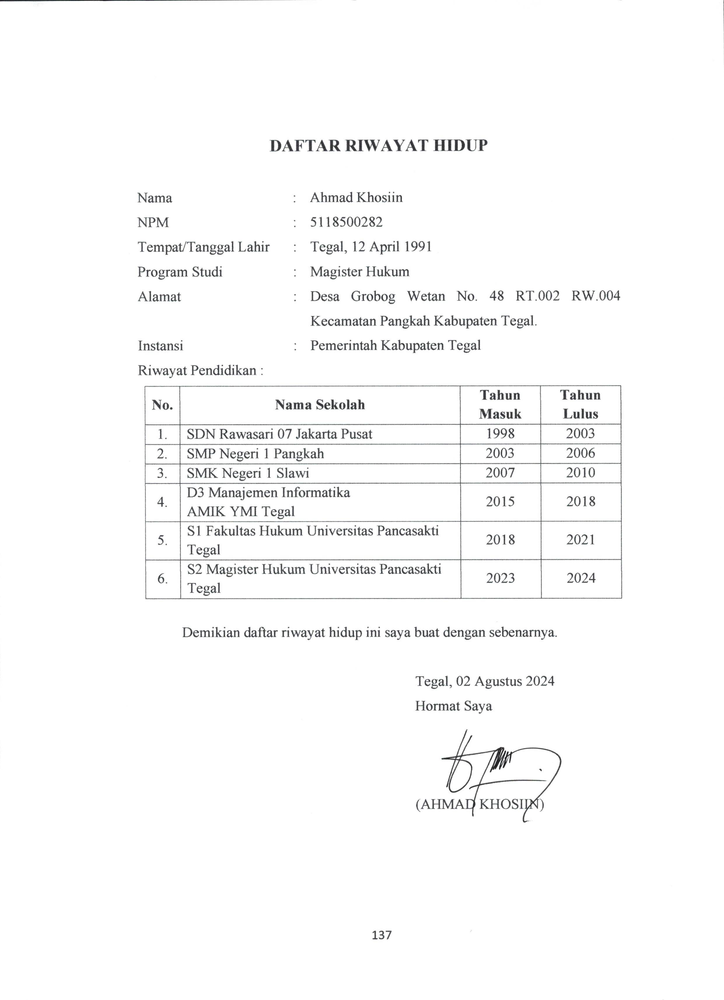 DAFTAR RIWAYAT HIDUP
Nama : Ahmad Khosiin
NPM : 5118500282
Tempat/Tanggal Lahir : Tegal, 12 April 1991
Program Studi : Magister Hukum
Alamat : Desa Grobog Wetan No. 48 RT.002 RW.004
Kecamatan Pangkah Kabupaten Tegal.
Instansi : Pemerintah Kabupaten Tegal
Riwayat Pendidikan :
No. Nama Sekolah Tahun Masuk Tahun Lulus
1. SDN Rawasari 07 Jakarta Pusat 1998 2003
2. SMP Negeri 1 Pangkah 2003 2006
3. SMK Negeri 1 Slawi 2007 2010
4. D3 Manajemen Informatika
AMIK YMI Tegal 2015 2018
5. S1 Fakultas Hukum Universitas Pancasakti
Tegal 2018 2021
6. S2 Magister Hukum Universitas Pancasakti
Tegal 2023 2024
Demikian daftar riwayat hidup ini saya buat dengan sebenarnya.
Tegal, 02 Agustus 2024
Hormat Saya
(AHMAD KHOSIIN)
137